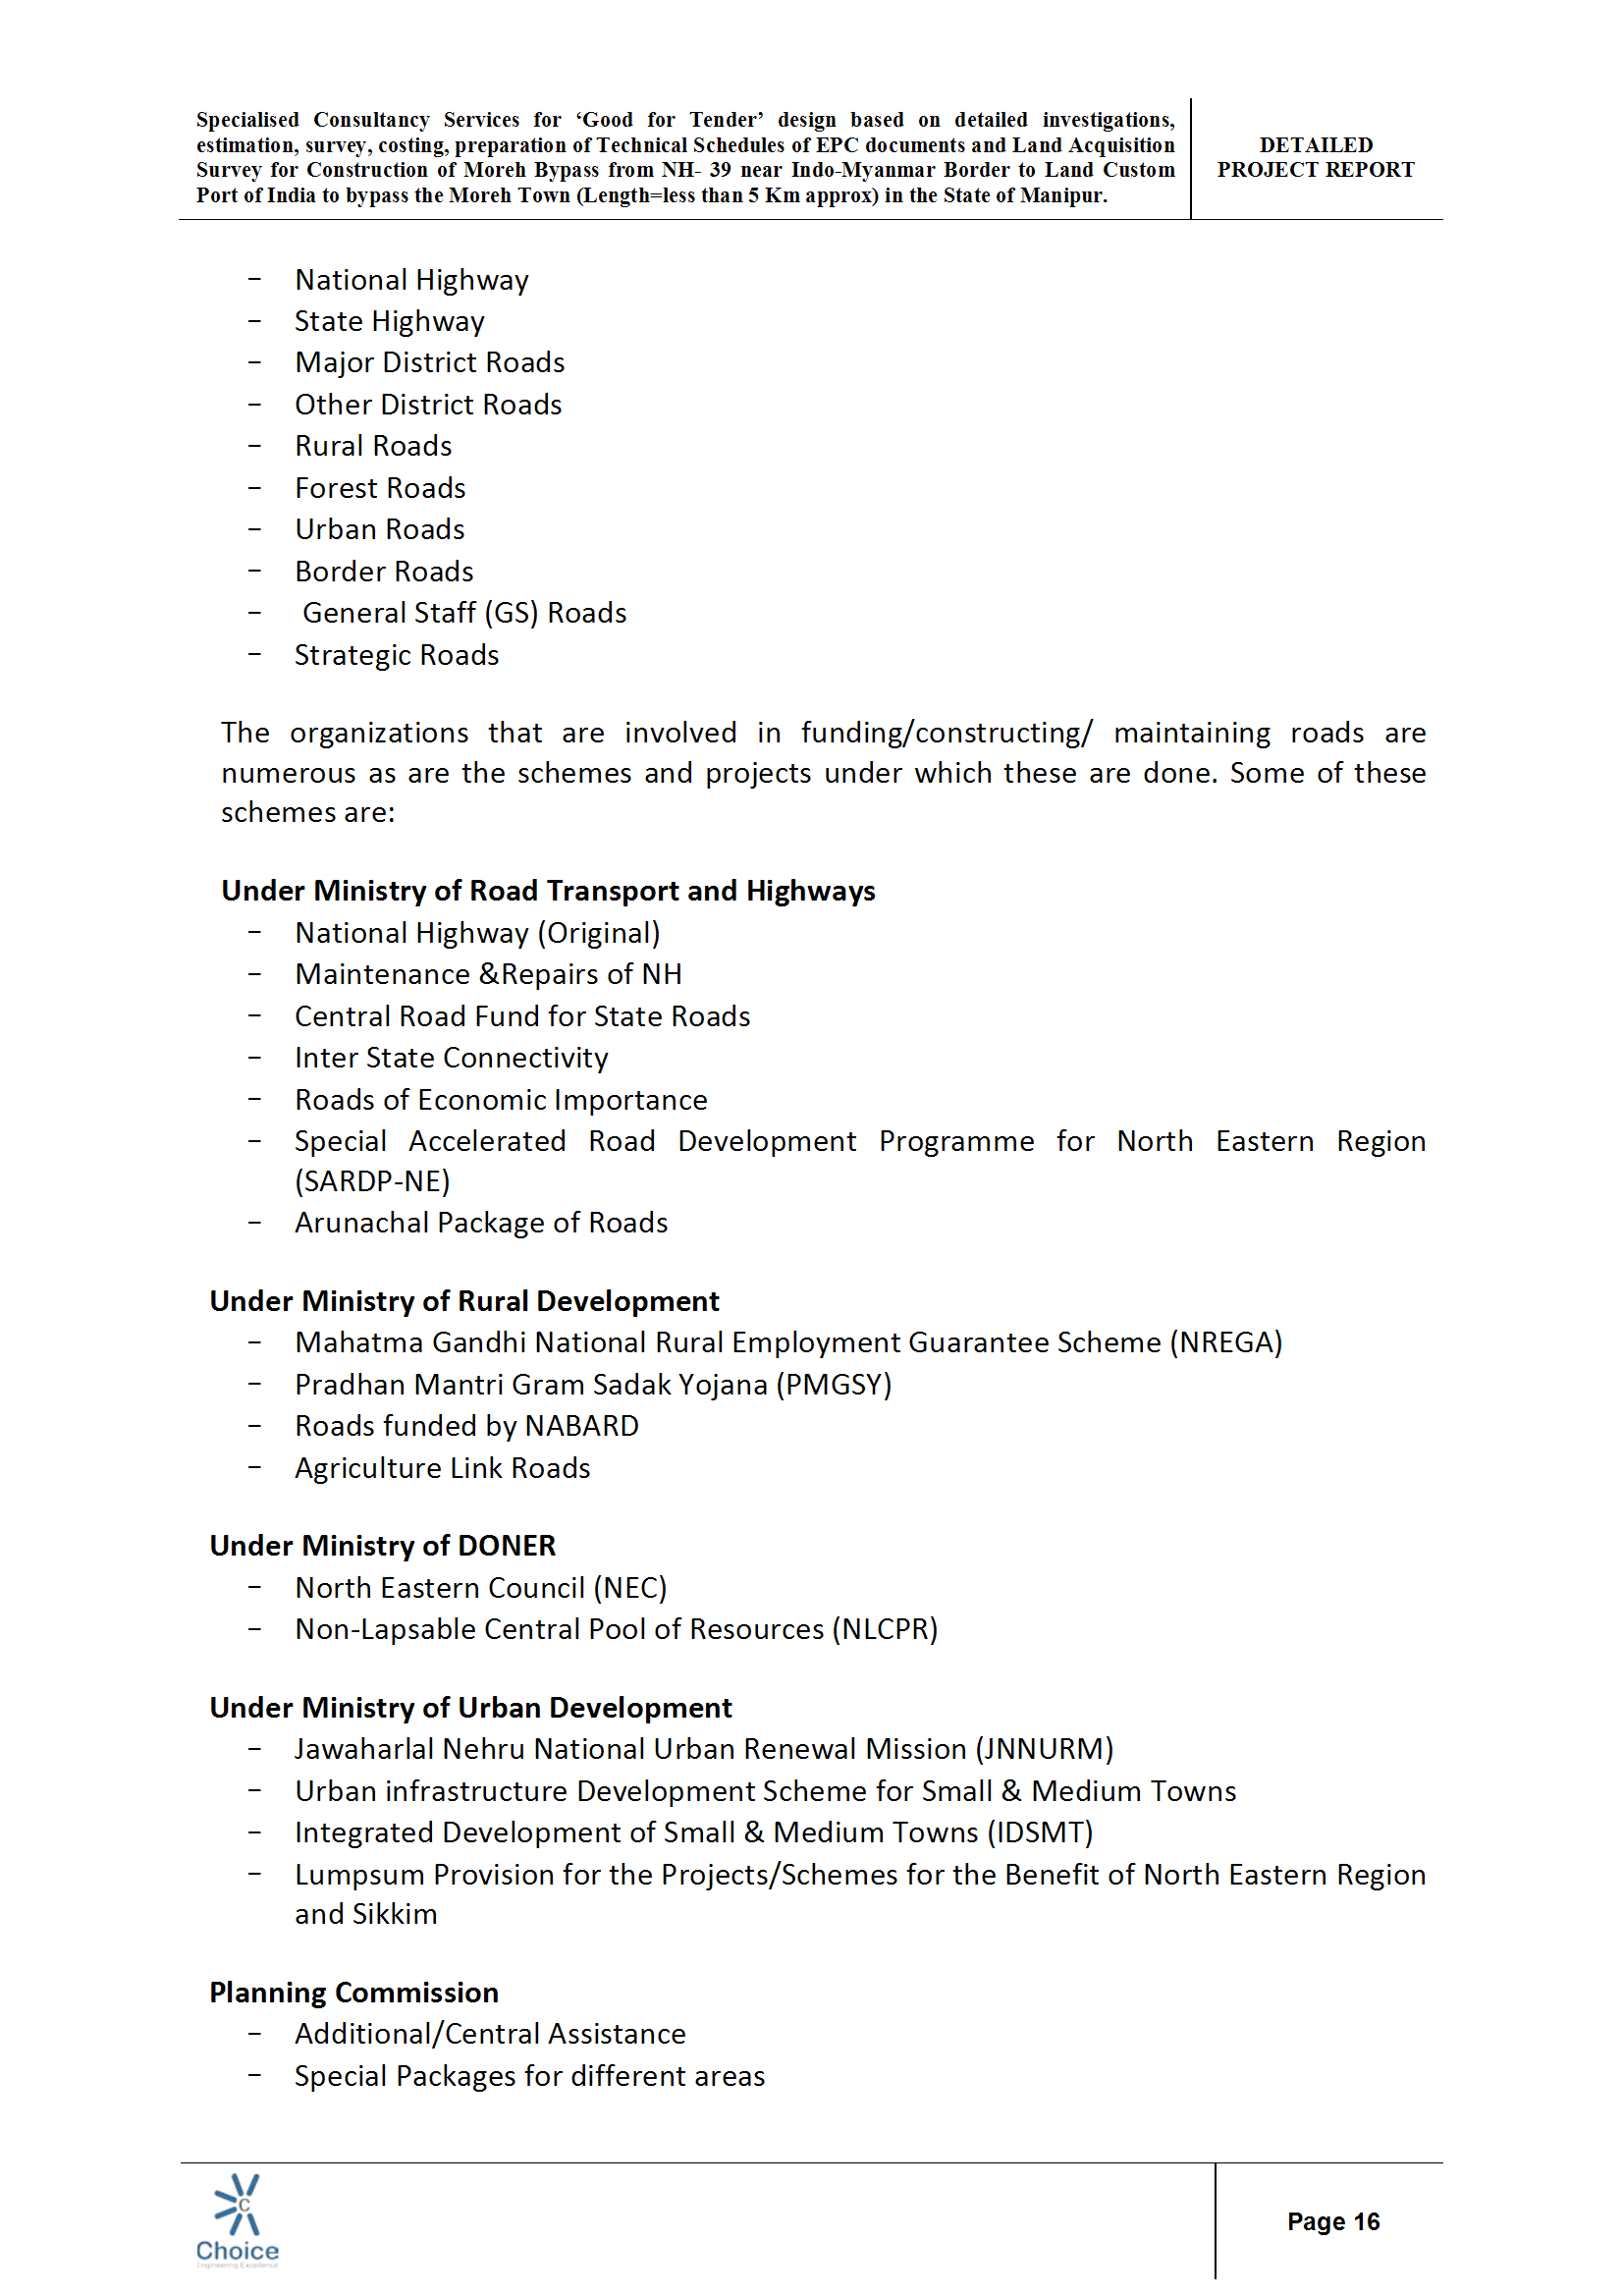 Specialised Consultancy Services for ‘Good for Tender’ design based on detailed investigations,
estimation, survey, costing, preparation of Technical Schedules of EPC documents and Land Acquisition
Survey for Construction of Moreh Bypass from NH- 39 near Indo-Myanmar Border to Land Custom
Port of India to bypass the Moreh Town (Length=less than 5 Km approx) in the State of Manipur.
DETAILED
PROJECT REPORT
- National Highway
- State Highway
- Major District Roads
- Other District Roads
- Rural Roads
- Forest Roads
- Urban Roads
- Border Roads
- General Staff (GS) Roads
- Strategic Roads
The organizations that are involved in funding/constructing/ maintaining roads are
numerous as are the schemes and projects under which these are done. Some of these
schemes are:
Under Ministry of Road Transport and Highways
- National Highway (Original)
- Maintenance &Repairs of NH
- Central Road Fund for State Roads
- Inter State Connectivity
- Roads of Economic Importance
- Special Accelerated Road Development Programme for North Eastern Region
(SARDP-NE)
- Arunachal Package of Roads
Under Ministry of Rural Development
- Mahatma Gandhi National Rural Employment Guarantee Scheme (NREGA)
- Pradhan Mantri Gram Sadak Yojana (PMGSY)
- Roads funded by NABARD
- Agriculture Link Roads
Under Ministry of DONER
- North Eastern Council (NEC)
- Non-Lapsable Central Pool of Resources (NLCPR)
Under Ministry of Urban Development
- Jawaharlal Nehru National Urban Renewal Mission (JNNURM)
- Urban infrastructure Development Scheme for Small & Medium Towns
- Integrated Development of Small & Medium Towns (IDSMT)
- Lumpsum Provision for the Projects/Schemes for the Benefit of North Eastern Region
and Sikkim
Planning Commission
- Additional/Central Assistance
- Special Packages for different areas
C
Choice
Engineering Excellence
Page 16